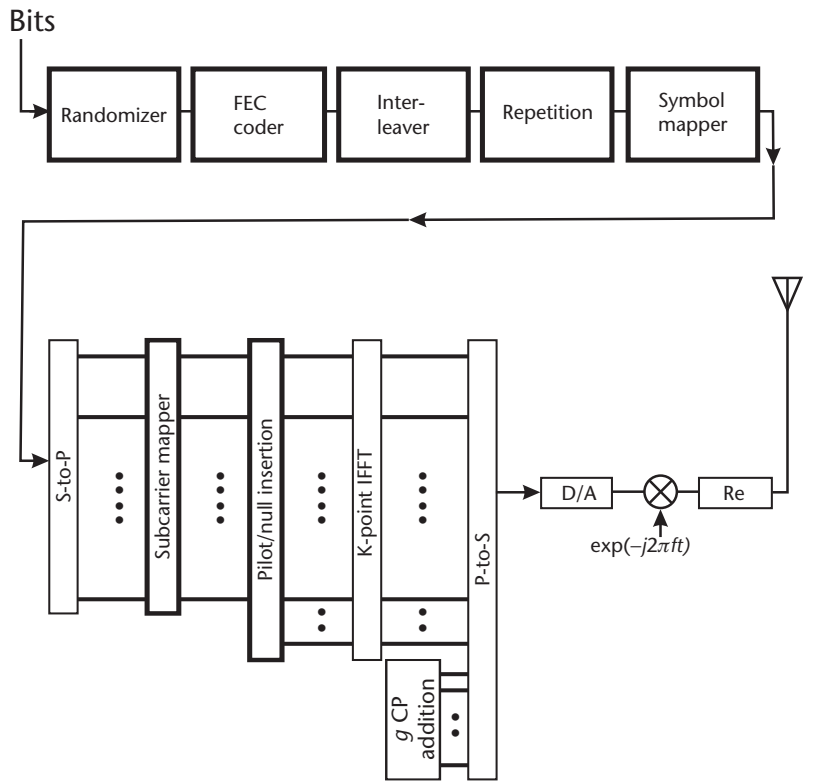 Bits
Randomizer
FEC
coder
Inter-
leaver
Repetition
Symbol
mapper
S-to-P
Subcarrier mapper
Pilot/null insertion
K-point IFFT
P-to-S
g CP
addition
D/A
Re
exp(−j2πft)